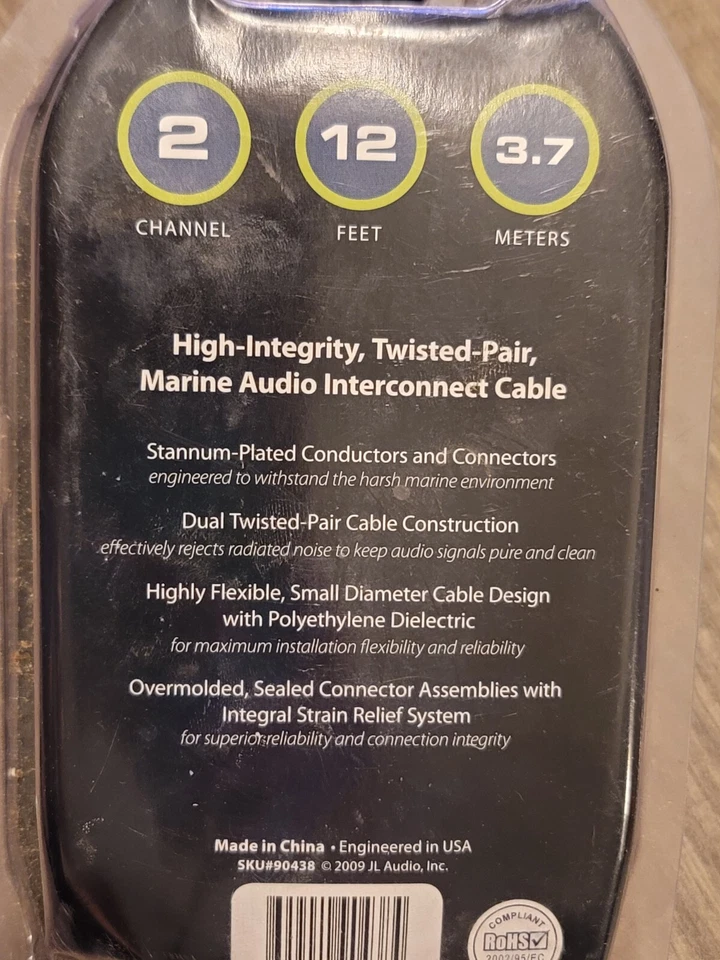 2 12 3.7
CHANNEL FEET METERS
High-Integrity, Twisted-Pair,
Marine Audio Interconnect Cable
Stannum-Plated Conductors and Connectors
engineered to withstand the harsh marine environment
Dual Twisted-Pair Cable Construction
effectively rejects radiated noise to keep audio signals pure and clean
Highly Flexible, Small Diameter Cable Design
with Polyethylene Dielectric
for maximum installation flexibility and reliability
Overmolded, Sealed Connector Assemblies with
Integral Strain Relief System
for superior reliability and connection integrity
Made in China • Engineered in USA
SKU#90438 © 2009 JL Audio, Inc.
COMPLIANT
RoHS
2002/95/EC